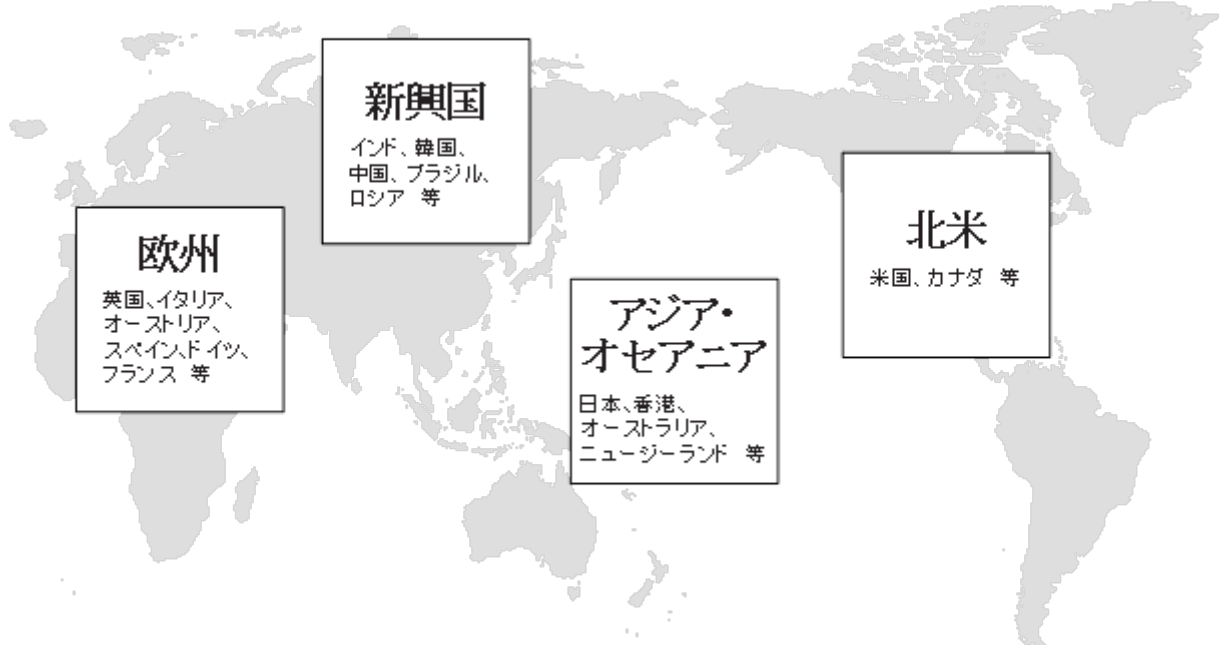 新興国
インド、韓国、
中国、ブラジル、
ロシア 等
欧州
英国、イタリア、
オーストリア、
スペイン、ドイツ、
フランス 等
アジア・
オセアニア
日本、香港、
オーストラリア、
ニュージーランド 等
北米
米国、カナダ 等